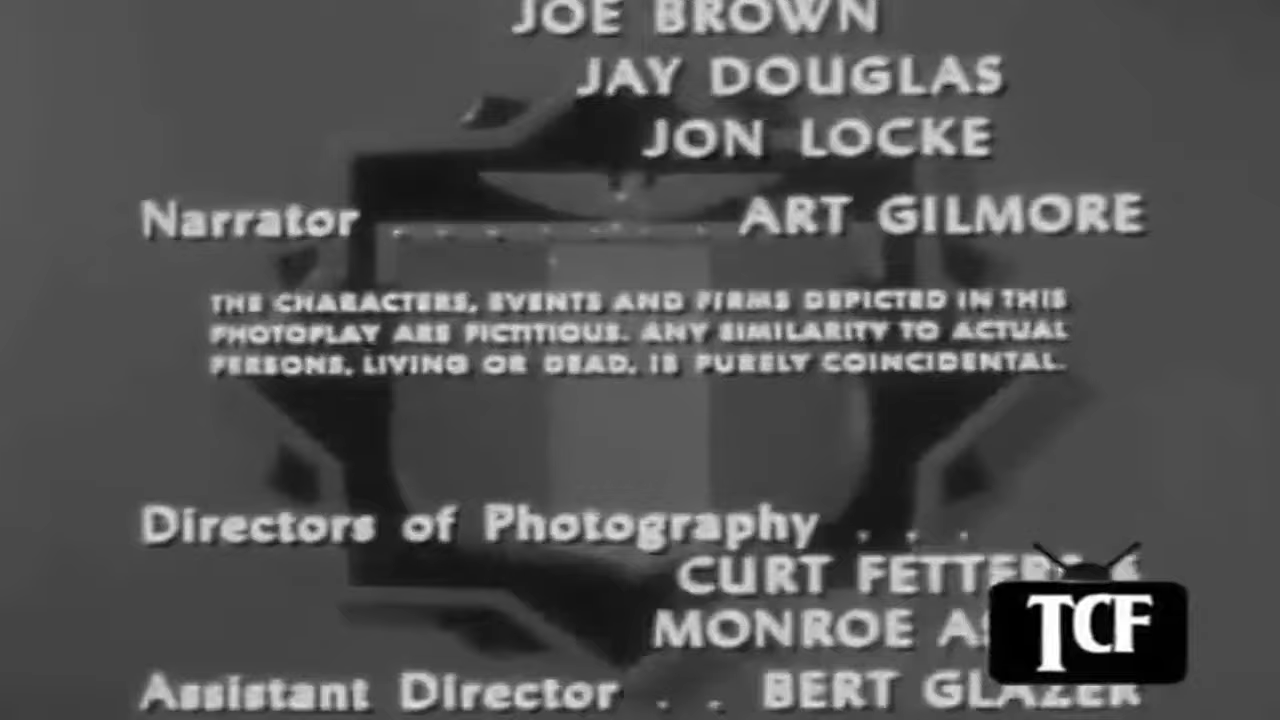 JOE BROWN
JAY DOUGLAS
JON LOCKE
Narrator ART GILMORE
THE CHARACTERS, EVENTS AND FIRMS DEPICTED IN THIS
PHOTOPLAY ARE FICTITIOUS. ANY SIMILARITY TO ACTUAL
PERSONS, LIVING OR DEAD, IS PURELY COINCIDENTAL.
Directors of Photography . . .
CURT
MONROE
TCF
Assistant Director . . BERT GLAZER